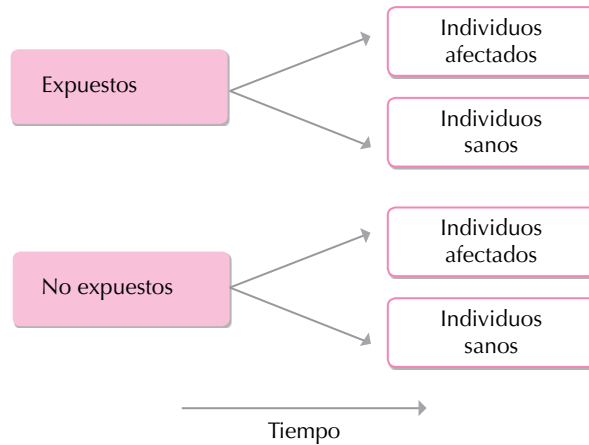 Expuestos
Individuos
afectados
Individuos
sanos
No expuestos
Individuos
afectados
Individuos
sanos
Tiempo